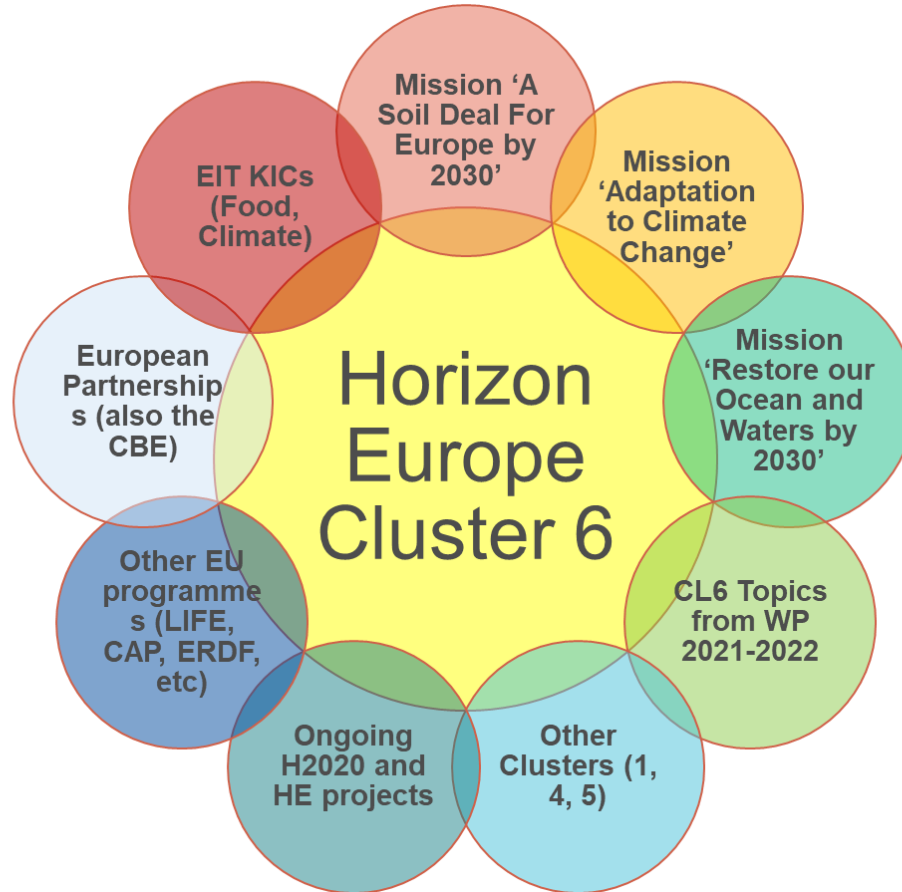 Mission ‘A
Soil Deal For
Europe by
2030’
Mission
‘Adaptation
to Climate
Change’
Mission
‘Restore our
Ocean and
Waters by
2030’
CL6 Topics
from WP
2021-2022
Other
Clusters (1,
4, 5)
Ongoing
H2020 and
HE projects
Other EU
programme
s (LIFE,
CAP, ERDF,
etc)
European
Partnership
s (also the
CBE)
EIT KICs
(Food,
Climate)
Horizon
Europe
Cluster 6